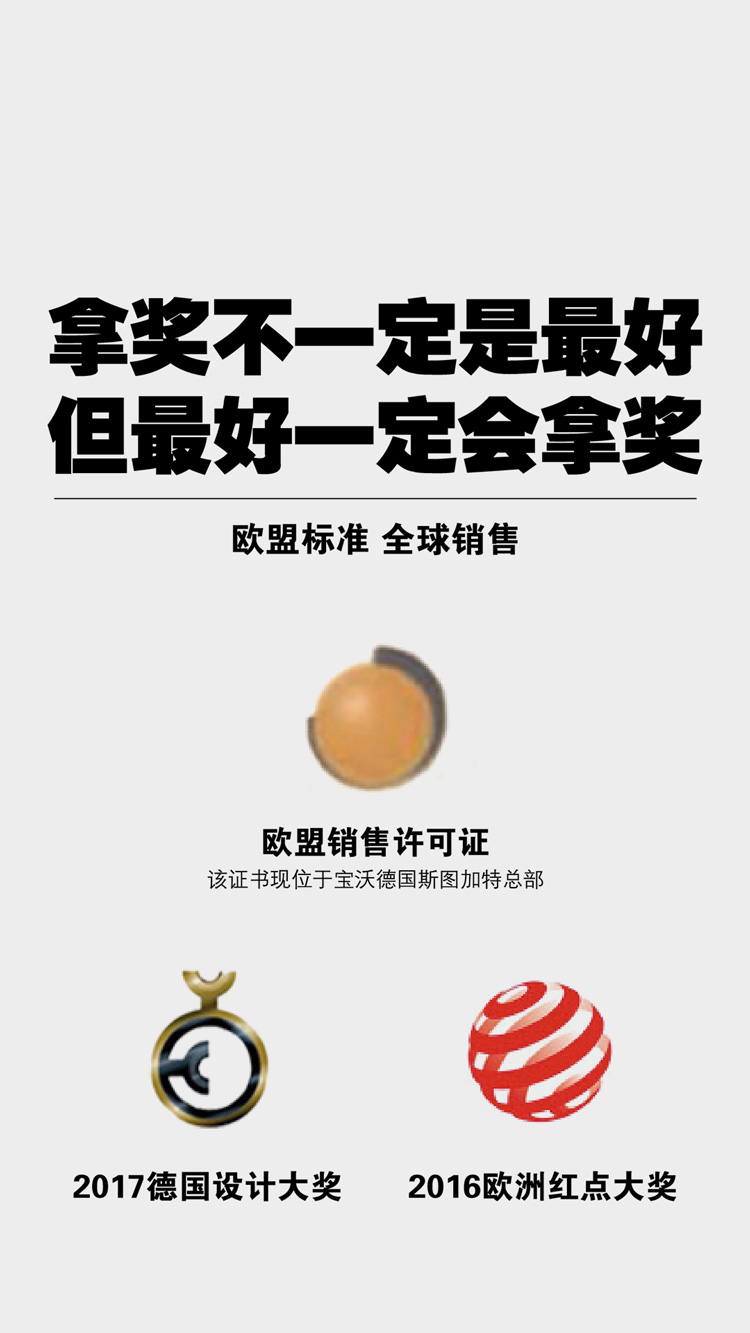 拿奖不一定是最好
但最好一定会拿奖
欧盟标准 全球销售
欧盟销售许可证
该证书现位于宝沃德国斯图加特总部
2017德国设计大奖
2016欧洲红点大奖